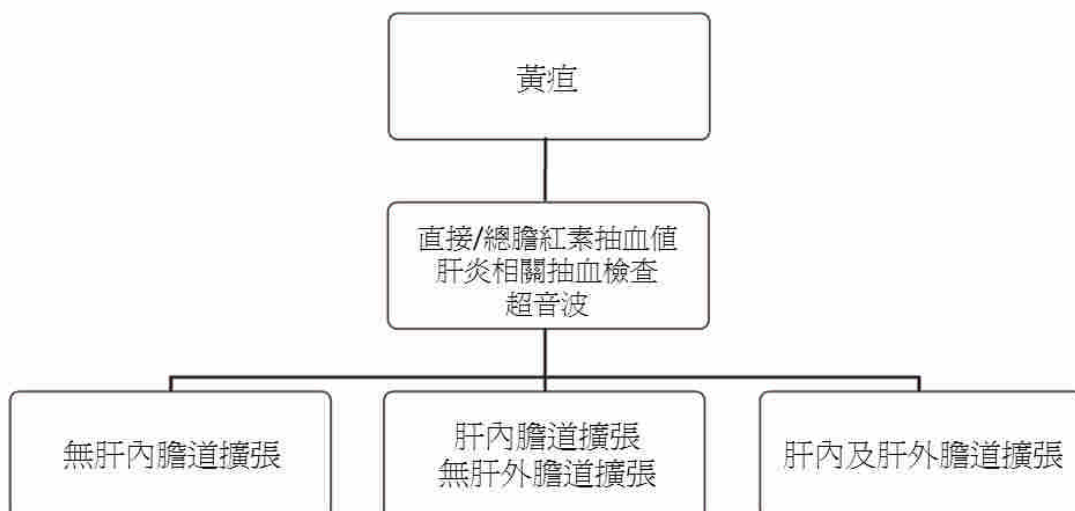 黃疸
直接/總膽紅素抽血值
肝炎相關抽血檢查
超音波
無肝內膽道擴張
肝內膽道擴張
無肝外膽道擴張
肝內及肝外膽道擴張